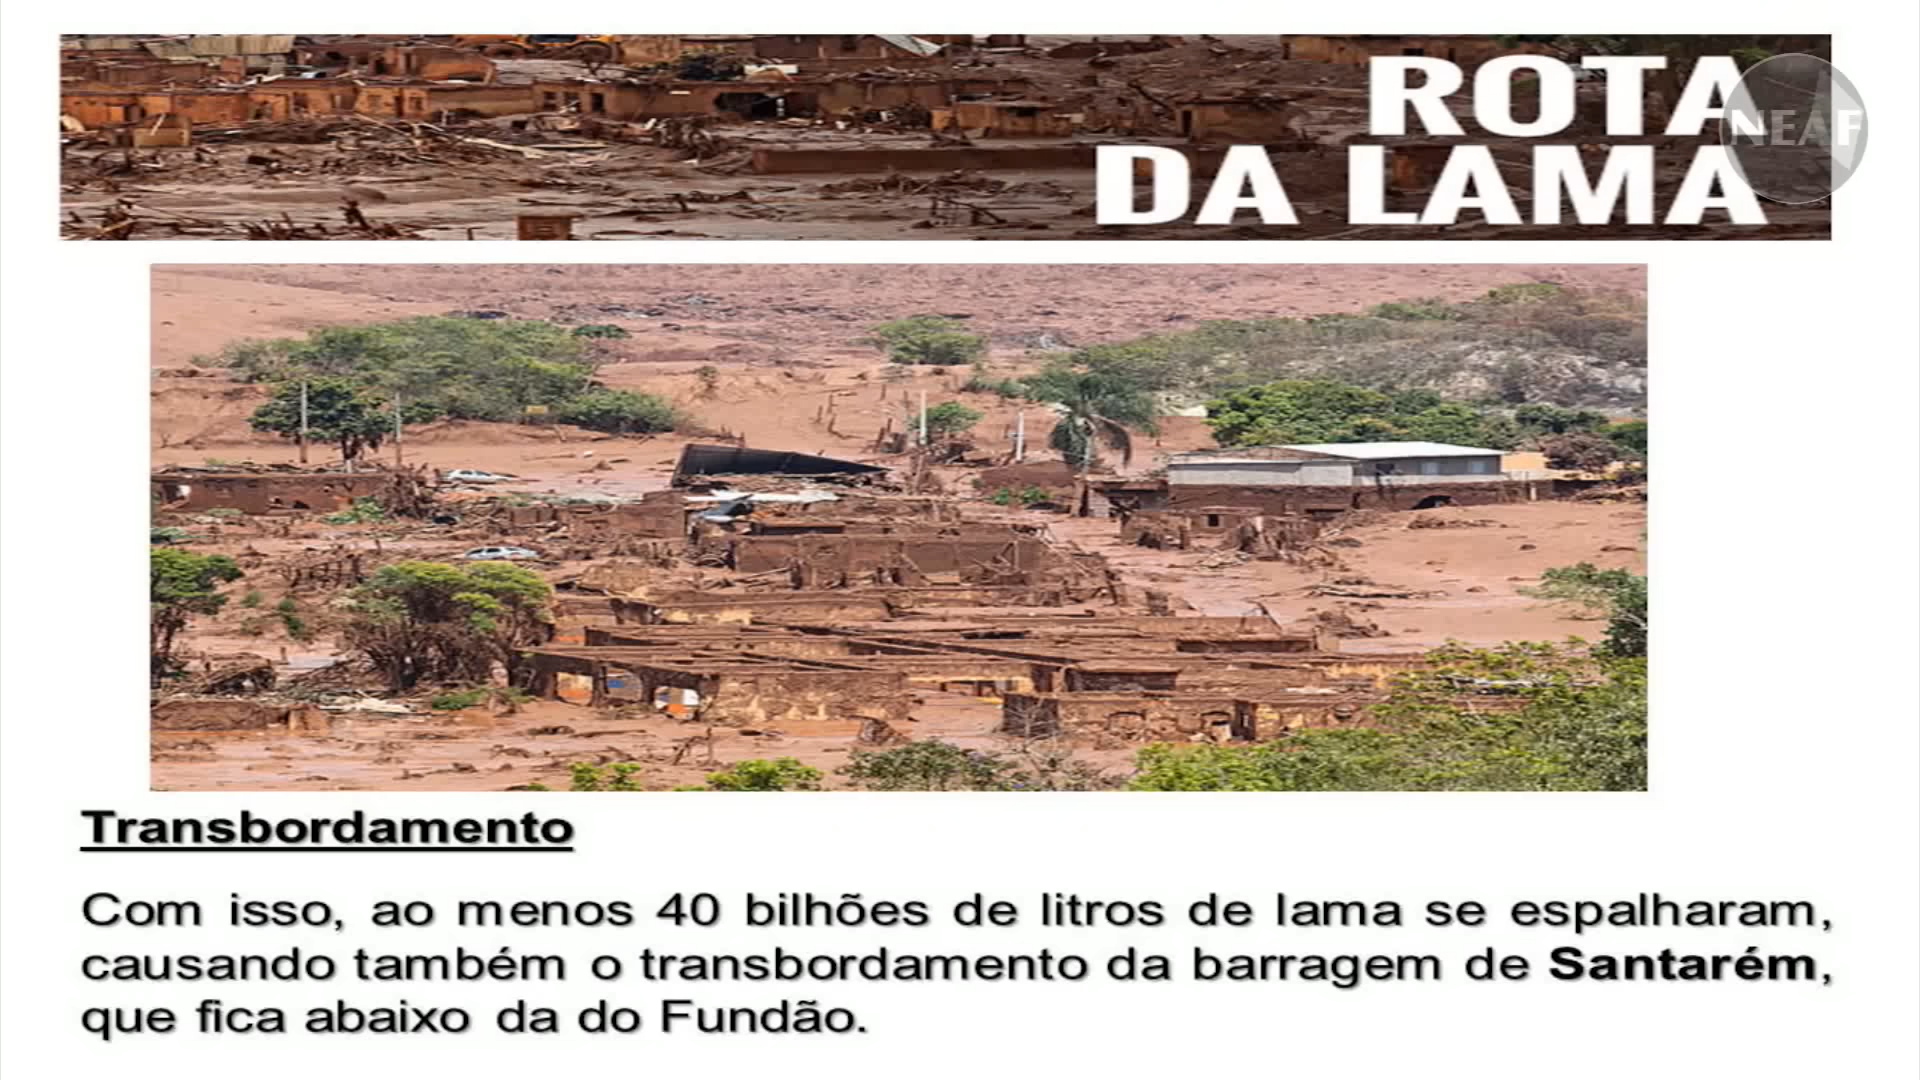 ROTA
DA LAMA
NEAF
Transbordamento
Com isso, ao menos 40 bilhões de litros de lama se espalharam,
causando também o transbordamento da barragem de Santarém,
que fica abaixo da do Fundão.